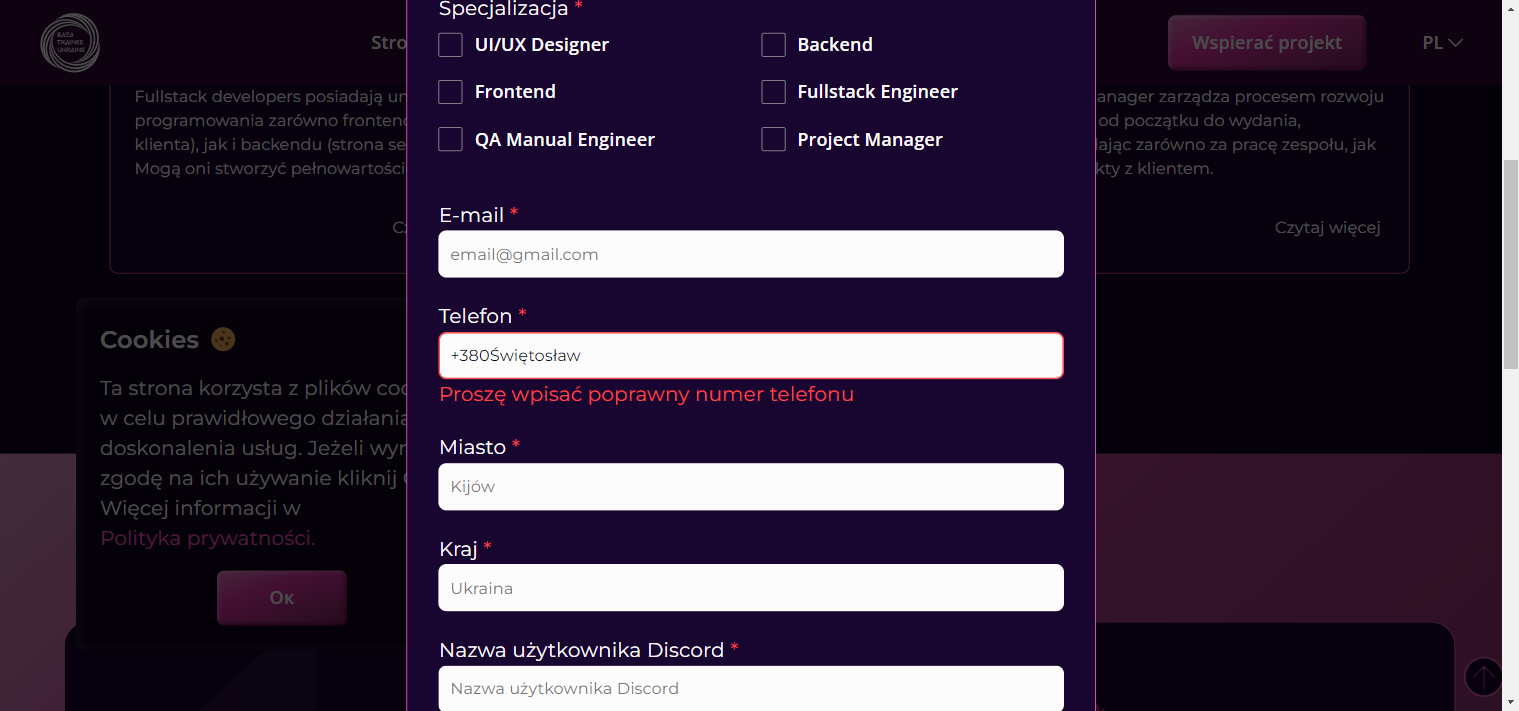 BAZA
TRAINEE
UKRAINE
Stro
Wspierać projekt
PL
Specjalizacja *
UI/UX Designer
Backend
Frontend
Fullstack Engineer
QA Manual Engineer
Project Manager
Fullstack developers posiadają um
programowania zarówno frontend
klienta), jak i backendu (strona se
Mogą oni stworzyć pełnowartości
Cz
anager zarządza procesem rozwoju
od początku do wydania,
dając zarówno za pracę zespołu, jak
kty z klientem.
Czytaj więcej
E-mail *
email@gmail.com
Telefon *
+380Świętosław
Proszę wpisać poprawny numer telefonu
Miasto *
Kijów
Kraj *
Ukraina
Nazwa użytkownika Discord *
Nazwa użytkownika Discord
Cookies
Ta strona korzysta z plików coo
w celu prawidłowego działania
doskonalenia usług. Jeżeli wyr
zgodę na ich używanie kliknij
Więcej informacji w
Polityka prywatności.
Ok